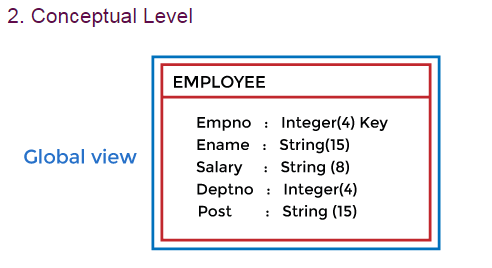 2. Conceptual Level
EMPLOYEE
Empno : Integer(4) Key
Ename : String(15)
Global view
Salary : String (8)
Deptno : Integer(4)
Post : String (15)